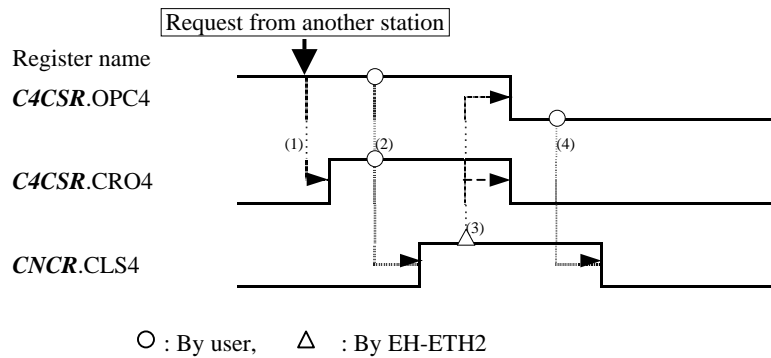 Request from another station
Register name
C4CSR.OPC4
(1)
(2)
(4)
C4CSR.CRO4
(3)
CNCR.CLS4
: By user,
: By EH-ETH2